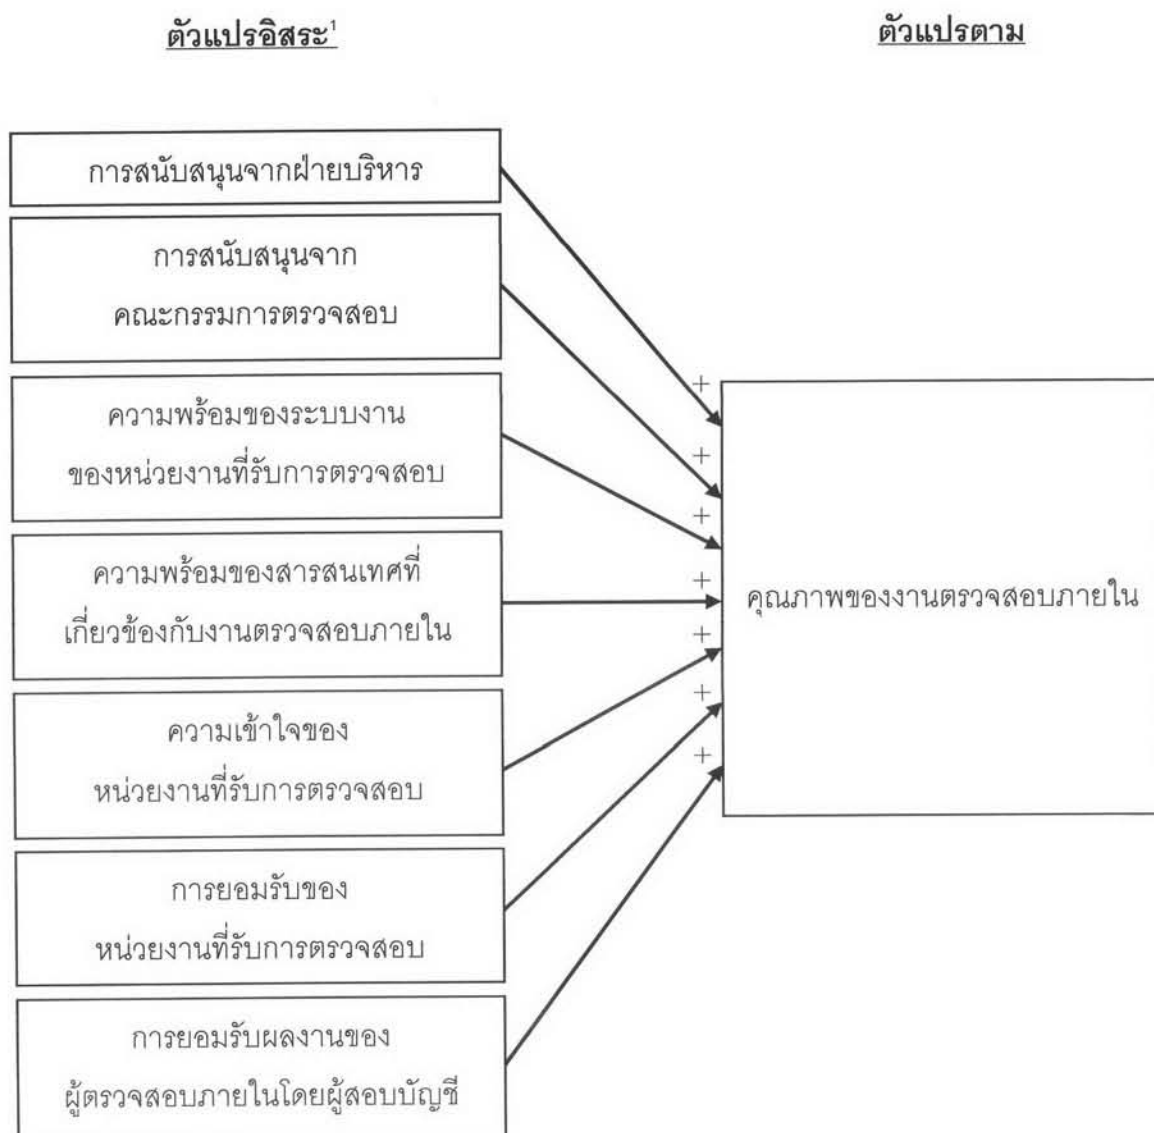 ตัวแปรอิสระ¹
ตัวแปรตาม
การสนับสนุนจากฝ่ายบริหาร
การสนับสนุนจาก
คณะกรรมการตรวจสอบ
ความพร้อมของระบบงาน
ของหน่วยงานที่รับการตรวจสอบ
ความพร้อมของสารสนเทศที่
เกี่ยวข้องกับงานตรวจสอบภายใน
ความเข้าใจของ
หน่วยงานที่รับการตรวจสอบ
การยอมรับของ
หน่วยงานที่รับการตรวจสอบ
การยอมรับผลงานของ
ผู้ตรวจสอบภายในโดยผู้สอบบัญชี
+
+
+
+
+
+
+
คุณภาพของงานตรวจสอบภายใน